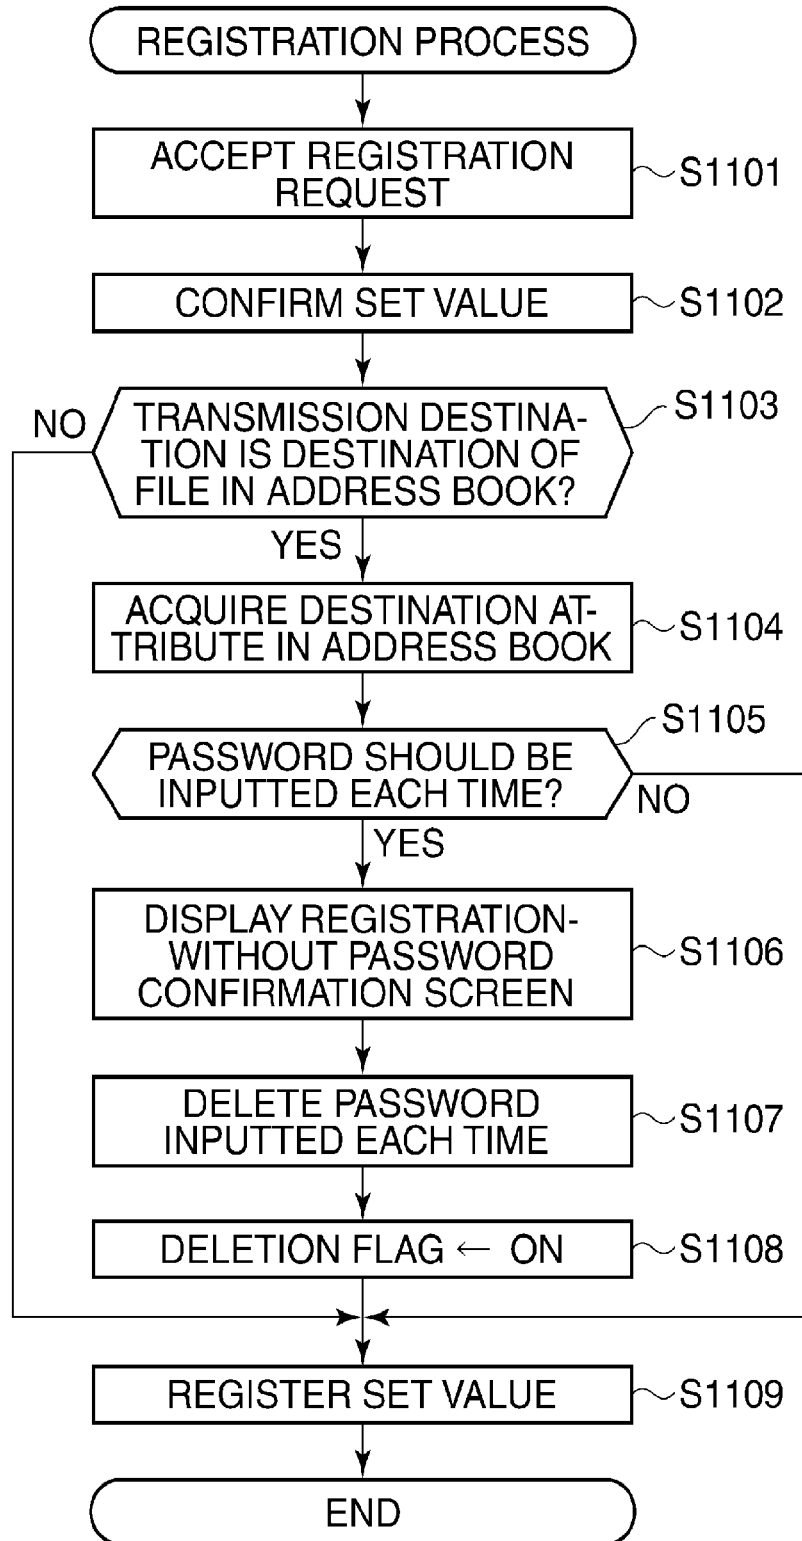 REGISTRATION PROCESS
ACCEPT REGISTRATION
REQUEST
S1101
CONFIRM SET VALUE
S1102
TRANSMISSION DESTINA-
TION IS DESTINATION OF
FILE IN ADDRESS BOOK?
S1103
NO
YES
ACQUIRE DESTINATION AT-
TRIBUTE IN ADDRESS BOOK
S1104
PASSWORD SHOULD BE
INPUTTED EACH TIME?
S1105
NO
YES
DISPLAY REGISTRATION-
WITHOUT PASSWORD
CONFIRMATION SCREEN
S1106
DELETE PASSWORD
INPUTTED EACH TIME
S1107
DELETION FLAG ← ON
S1108
REGISTER SET VALUE
S1109
END